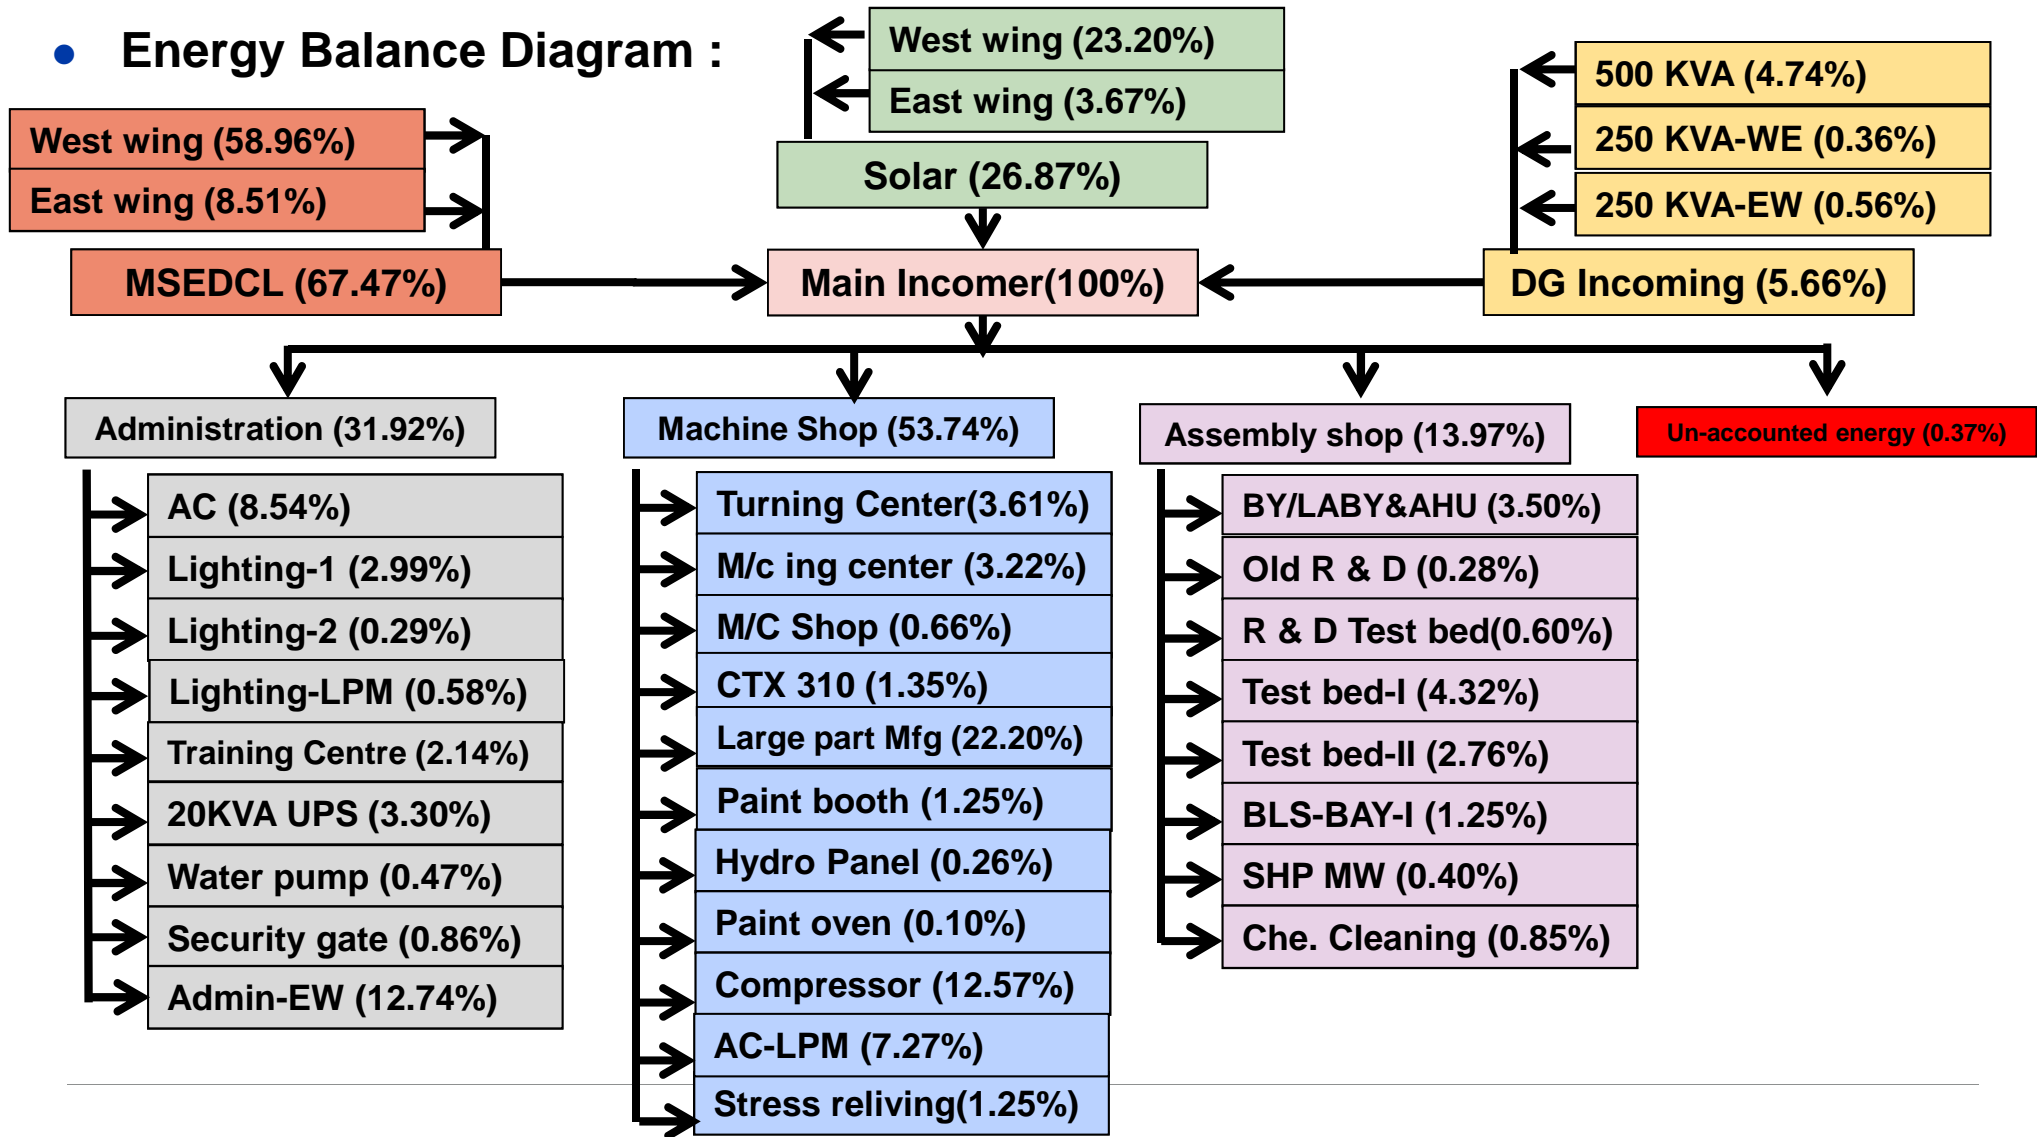 • Energy Balance Diagram :
West wing (23.20%)
East wing (3.67%)
Solar (26.87%)
500 KVA (4.74%)
250 KVA-WE (0.36%)
250 KVA-EW (0.56%)
DG Incoming (5.66%)
West wing (58.96%)
East wing (8.51%)
MSEDCL (67.47%)
Main Incomer(100%)
Administration (31.92%)
AC (8.54%)
Lighting-1 (2.99%)
Lighting-2 (0.29%)
Lighting-LPM (0.58%)
Training Centre (2.14%)
20KVA UPS (3.30%)
Water pump (0.47%)
Security gate (0.86%)
Admin-EW (12.74%)
Machine Shop (53.74%)
Turning Center(3.61%)
M/c ing center (3.22%)
M/C Shop (0.66%)
CTX 310 (1.35%)
Large part Mfg (22.20%)
Paint booth (1.25%)
Hydro Panel (0.26%)
Paint oven (0.10%)
Compressor (12.57%)
AC-LPM (7.27%)
Stress reliving(1.25%)
Assembly shop (13.97%)
BY/LABY&AHU (3.50%)
Old R & D (0.28%)
R & D Test bed(0.60%)
Test bed-I (4.32%)
Test bed-II (2.76%)
BLS-BAY-I (1.25%)
SHP MW (0.40%)
Che. Cleaning (0.85%)
Un-accounted energy (0.37%)